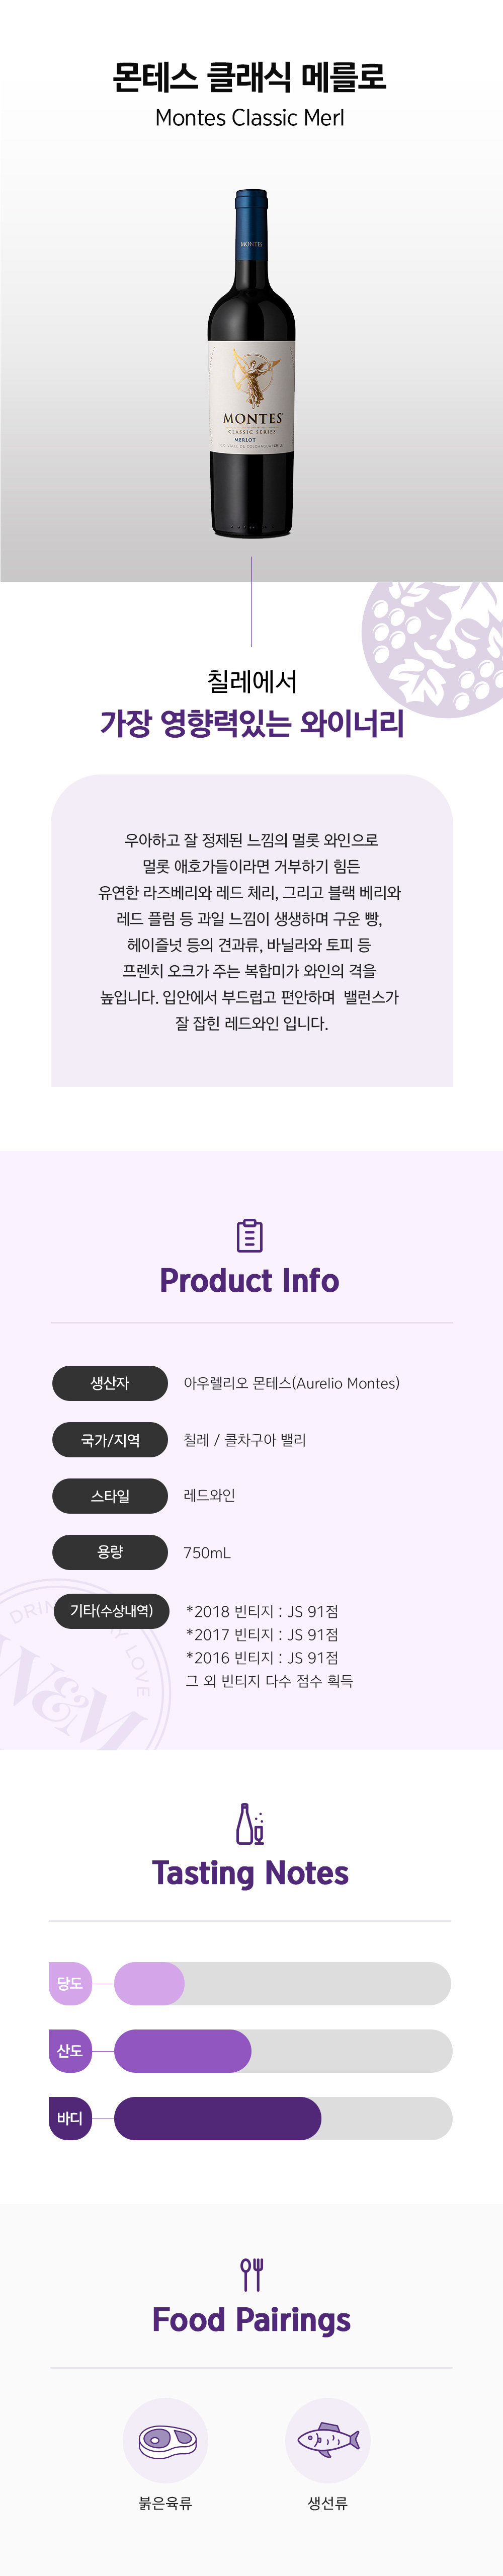 몬테스 클래식 메를로
Montes Classic Merl
MONTES
MONTES
CLASSIC SERIES
MERLOT
칠레에서
가장 영향력있는 와이너리
우아하고 잘 정제된 느낌의 멀롯 와인으로
멀롯 애호가들이라면 거부하기 힘든
유연한 라즈베리와 레드 체리, 그리고 블랙 베리와
레드 플럼 등 과일 느낌이 생생하며 구운 빵,
헤이즐넛 등의 견과류, 바닐라와 토피 등
프렌치 오크가 주는 복합미가 와인의 격을
높입니다. 입안에서 부드럽고 편안하며 밸런스가
잘 잡힌 레드와인 입니다.
Product Info
생산자 아우렐리오 몬테스(Aurelio Montes)
국가/지역 칠레 / 콜차구아 밸리
스타일 레드와인
용량 750mL
기타(수상내역) *2018 빈티지 : JS 91점
*2017 빈티지 : JS 91점
*2016 빈티지 : JS 91점
그 외 빈티지 다수 점수 획득
W&M
LOVE
Tasting Notes
당도
산도
바디
Food Pairings
붉은육류 생선류